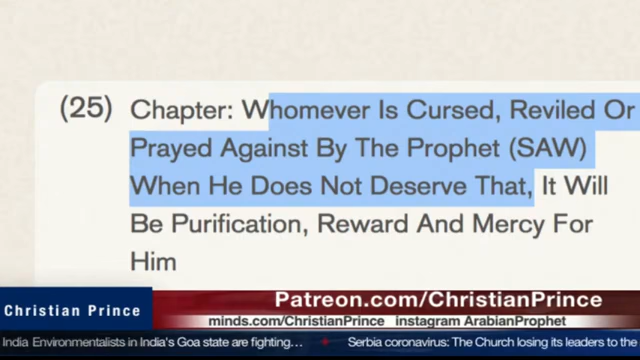 (25) Chapter: Whomever Is Cursed, Reviled Or
Prayed Against By The Prophet (SAW)
When He Does Not Deserve That, It Will
Be Purification, Reward And Mercy For
Him
Christian Prince
Patreon.com/ChristianPrince
minds.com/ChristianPrince instagram ArabianProphet
India Environmentalists in India's Goa state are fighting... Serbia coronavirus: The Church losing its leaders to the